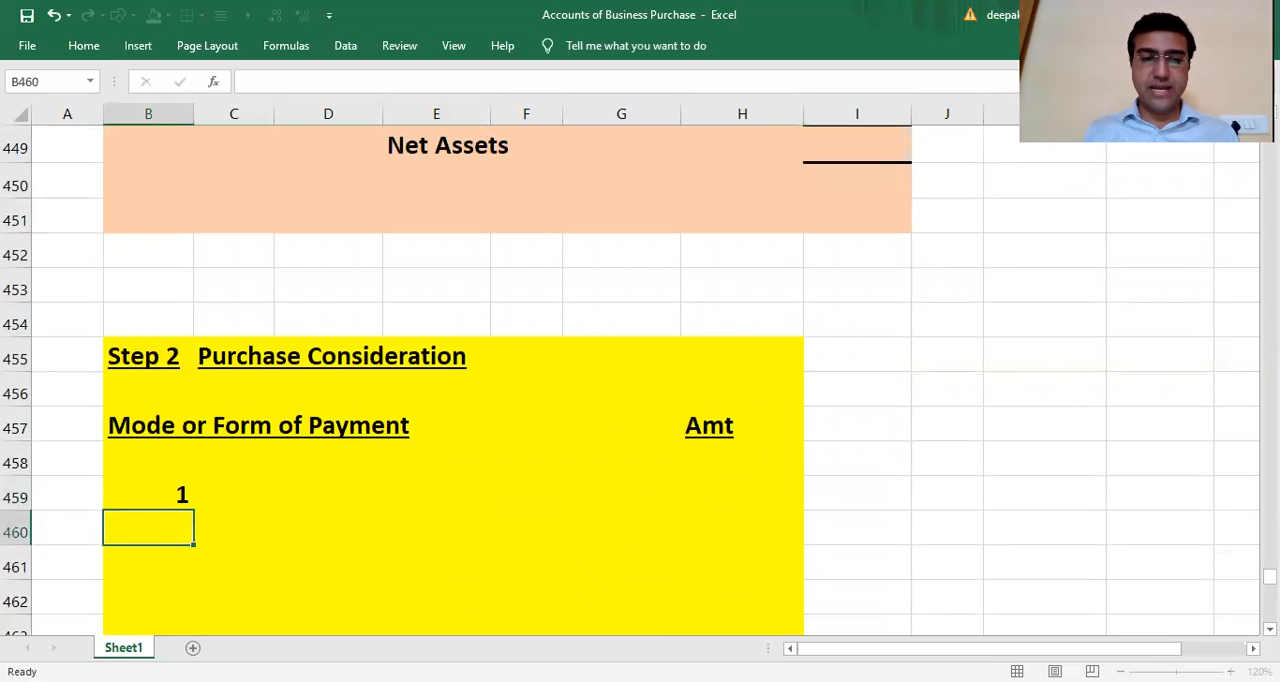 Accounts of Business Purchase - Excel
File Home Insert Page Layout Formulas Data Review View Help Tell me what you want to do
B460 fx
A B C D E F G H I J
449 Net Assets
450
451
452
453
454
455 Step 2 Purchase Consideration
456
457 Mode or Form of Payment Amt
458
459 1
460
461
462
Sheet1
Ready 120%